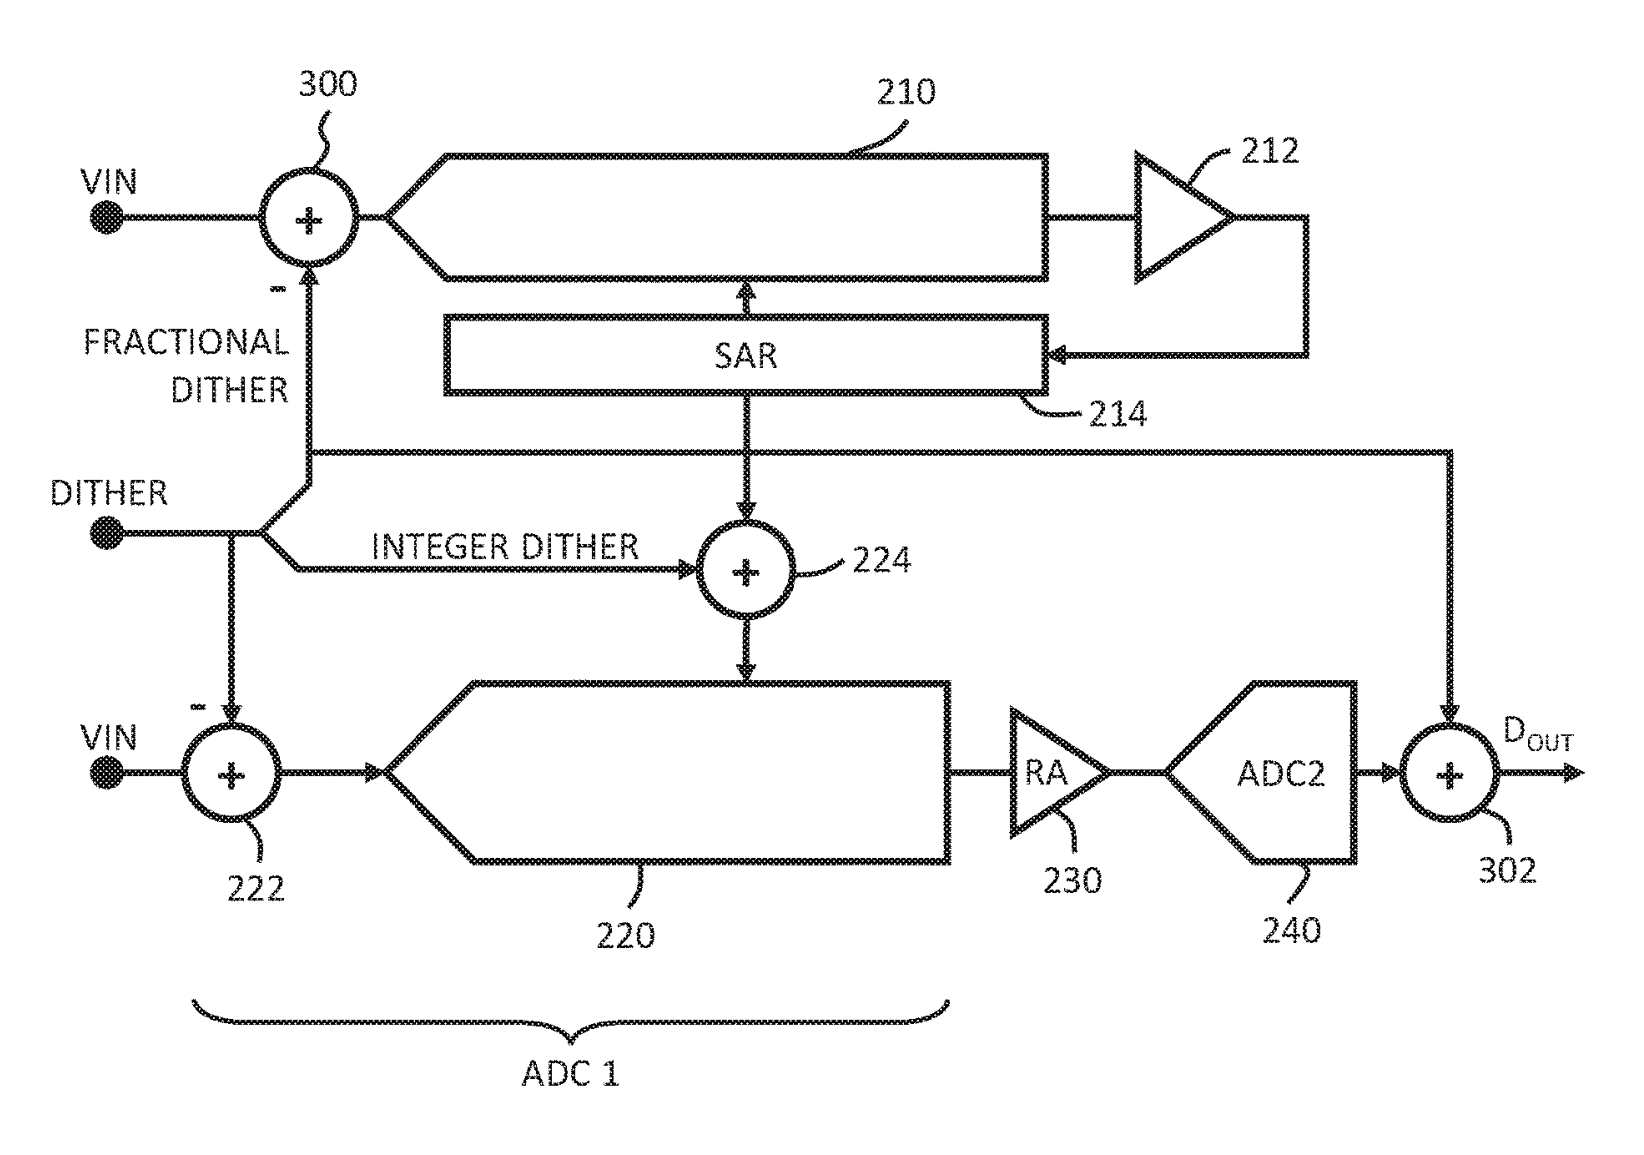 300
210
212
VIN
+
-
FRACTIONAL
DITHER
SAR
214
DITHER
INTEGER DITHER
+
224
-
VIN
+
RA
ADC2
+
DOUT
222
220
230
240
302
ADC 1